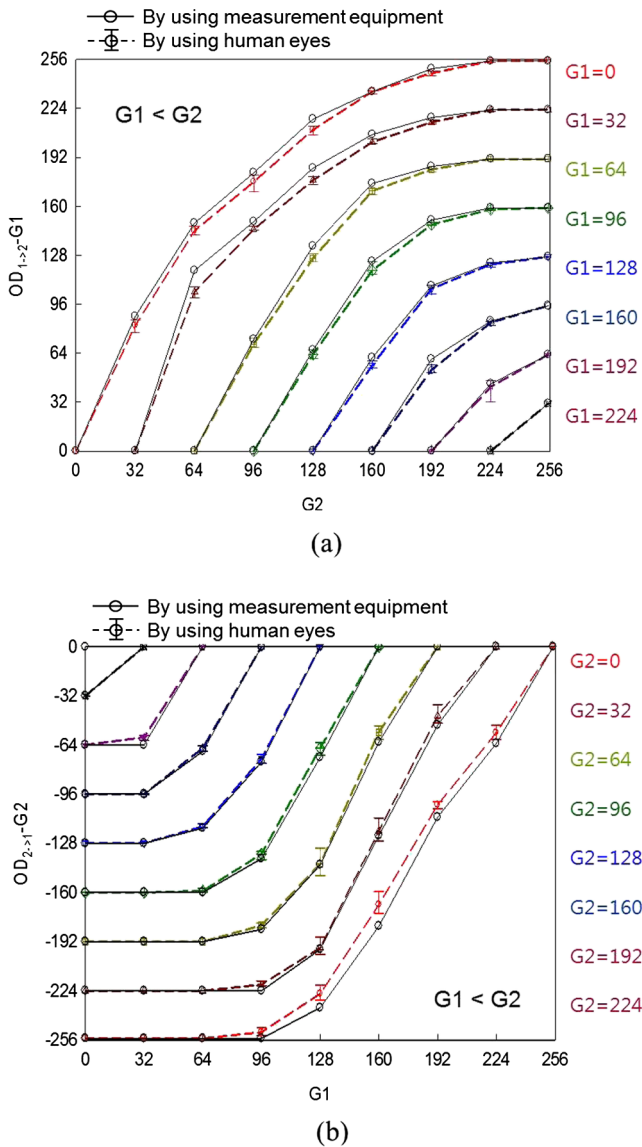 By using measurement equipment
By using human eyes
256
224
192
160
128
96
64
32
0
OD1->2-G1
G1 < G2
G1=0
G1=32
G1=64
G1=96
G1=128
G1=160
G1=192
G1=224
0 32 64 96 128 160 192 224 256
G2
(a)
By using measurement equipment
By using human eyes
0
-32
-64
-96
-128
-160
-192
-224
-256
OD2->1-G2
G2=0
G2=32
G2=64
G2=96
G2=128
G2=160
G2=192
G2=224
G1 < G2
0 32 64 96 128 160 192 224 256
G1
(b)